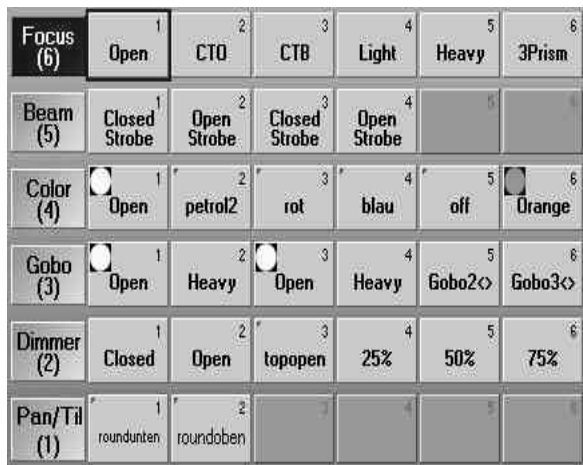 Focus (6) 1 Open 2 CTO 3 CTB 4 Light 5 Heavy 6 3Prism
Beam (5) 1 Closed Strobe 2 Open Strobe 3 Closed Strobe 4 Open Strobe 5 6
Color (4) 1 Open 2 petrol2 3 rot 4 blau 5 off 6 Orange
Gobo (3) 1 Open 2 Heavy 3 Open 4 Heavy 5 Gobo2<> 6 Gobo3<>
Dimmer (2) 1 Closed 2 Open 3 topopen 4 25% 5 50% 6 75%
Pan/Til (1) 1 roundunten 2 roundoben 3 4 5 6